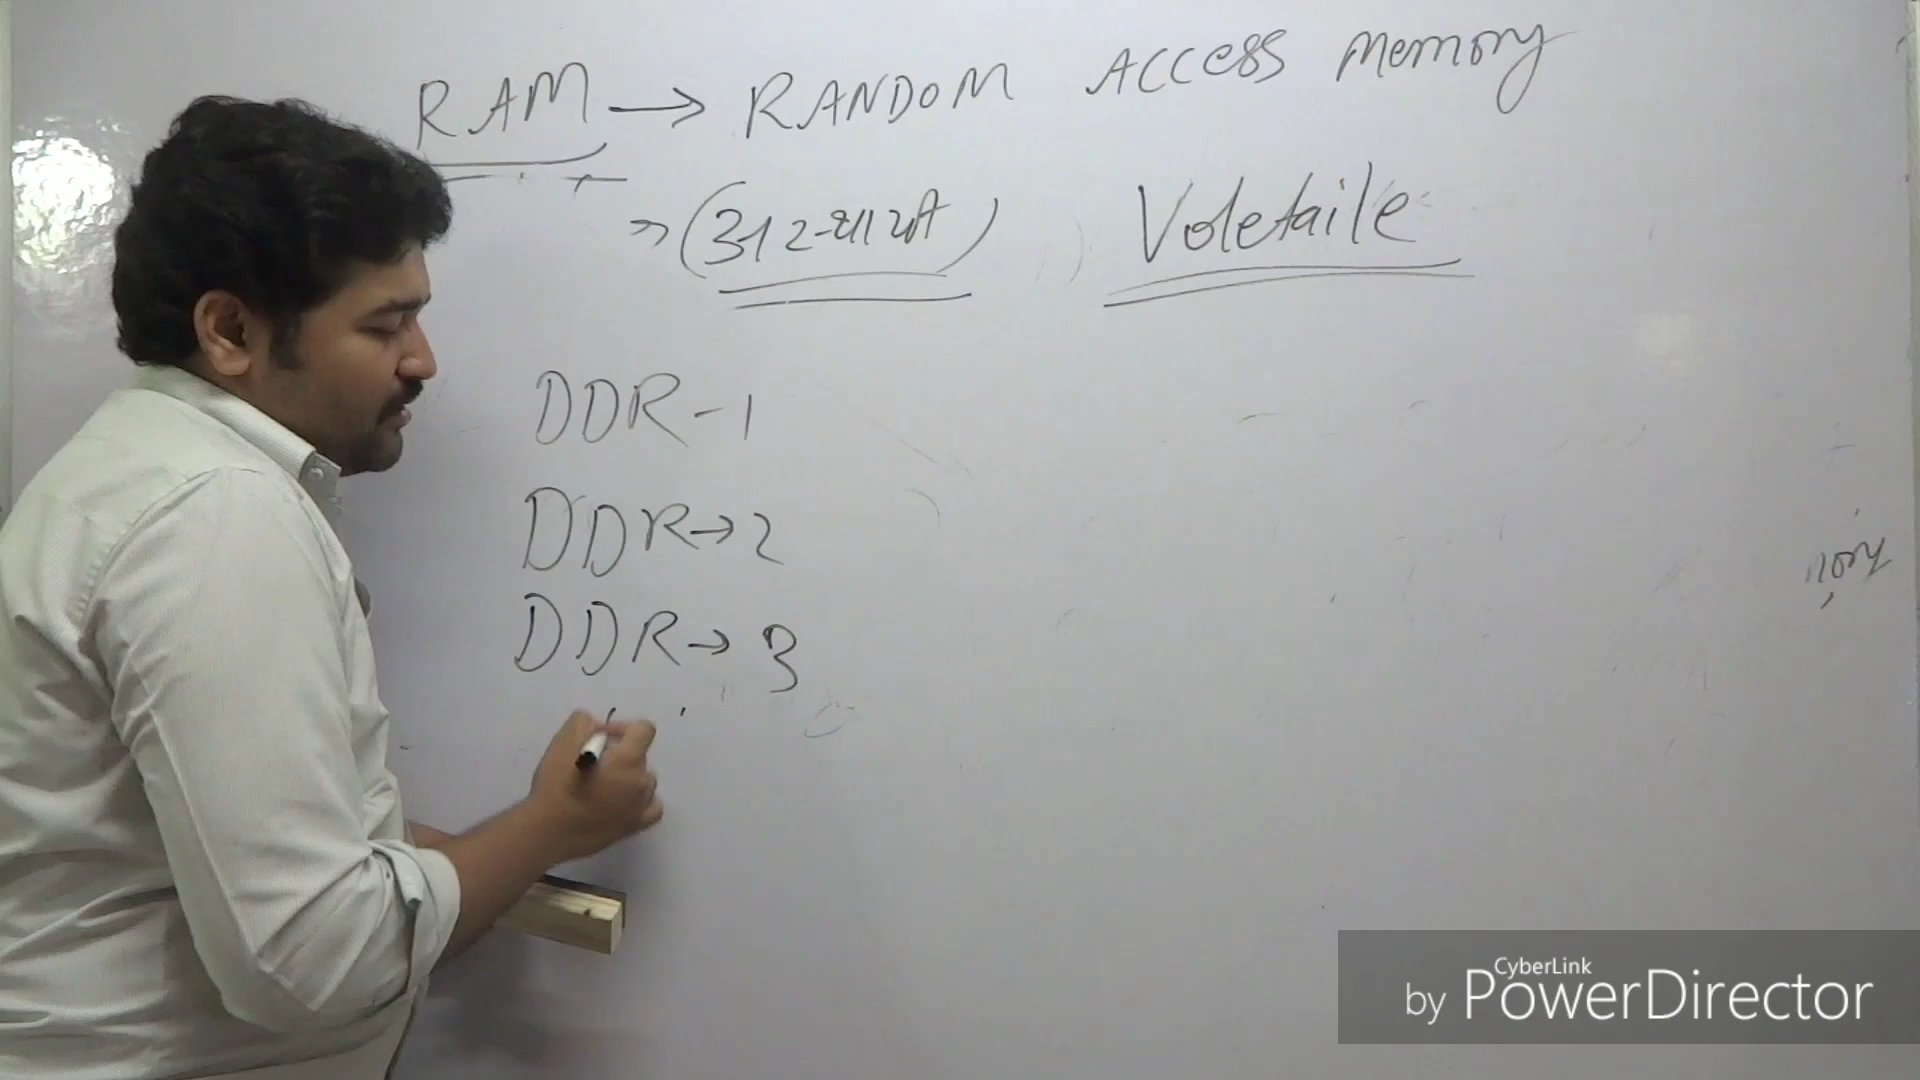 RAM → RANDOM ACCess Memory
Voletaile
DDR - 1
DDR → 2
DDR → 3
CyberLink
by PowerDirector